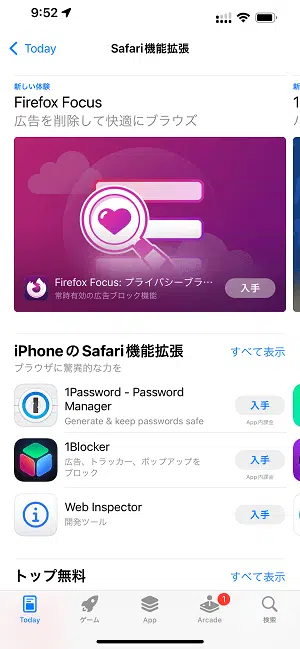 9:52
Today
Safari機能拡張
新しい体験
Firefox Focus
広告を削除して快適にブラウズ
Firefox Focus: プライバシーブラ…
常時有効の広告ブロック機能
入手
iPhoneのSafari機能拡張
すべて表示
ブラウザに驚異的な力を
1Password - Password
Manager
Generate & keep passwords safe
入手
App内課金
1Blocker
広告、トラッカー、ポップアップを
ブロック
入手
App内課金
Web Inspector
開発ツール
入手
トップ無料
すべて表示
1
Today
ゲーム
App
Arcade
検索